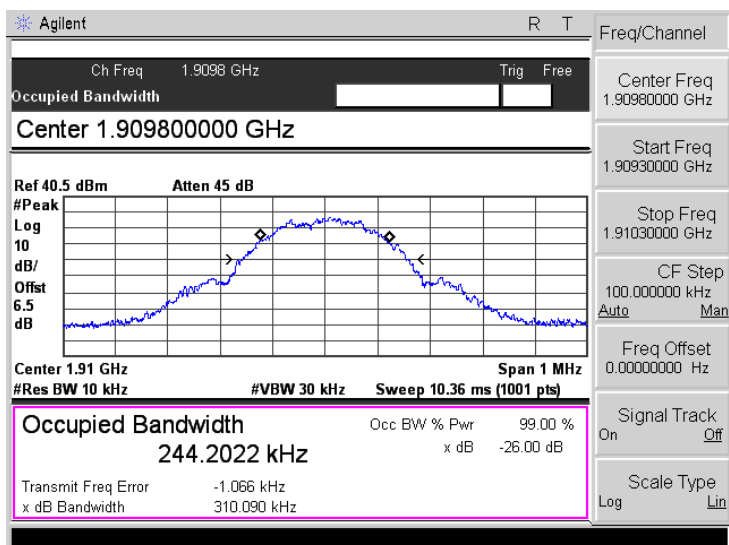 Agilent R T
Ch Freq 1.9098 GHz Trig Free
Occupied Bandwidth
Center 1.909800000 GHz
Ref 40.5 dBm Atten 45 dB
#Peak
Log
10
dB/
Offst
6.5
dB
Center 1.91 GHz Span 1 MHz
#Res BW 10 kHz #VBW 30 kHz Sweep 10.36 ms (1001 pts)
Occupied Bandwidth Occ BW % Pwr 99.00 %
244.2022 kHz x dB -26.00 dB
Transmit Freq Error -1.066 kHz
x dB Bandwidth 310.090 kHz
Freq/Channel
Center Freq
1.90980000 GHz
Start Freq
1.90930000 GHz
Stop Freq
1.91030000 GHz
CF Step
100.000000 kHz
Auto Man
Freq Offset
0.00000000 Hz
Signal Track
On Off
Scale Type
Log Lin